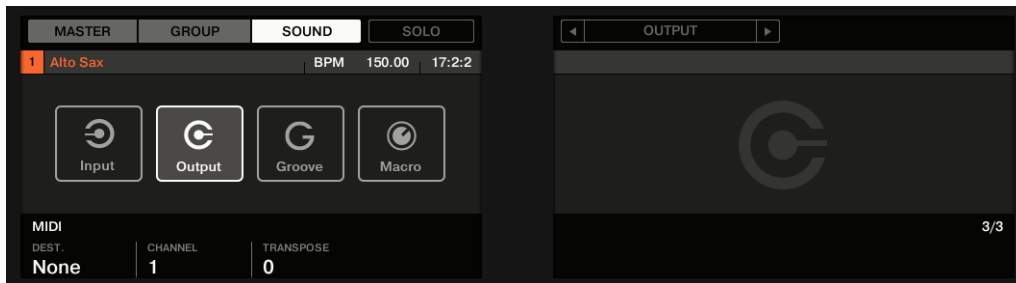 MASTER GROUP SOUND SOLO
1 Alto Sax BPM 150.00 17:2:2
Input Output Groove Macro
MIDI
DEST. CHANNEL TRANSPOSE
None 1 0
OUTPUT
3/3